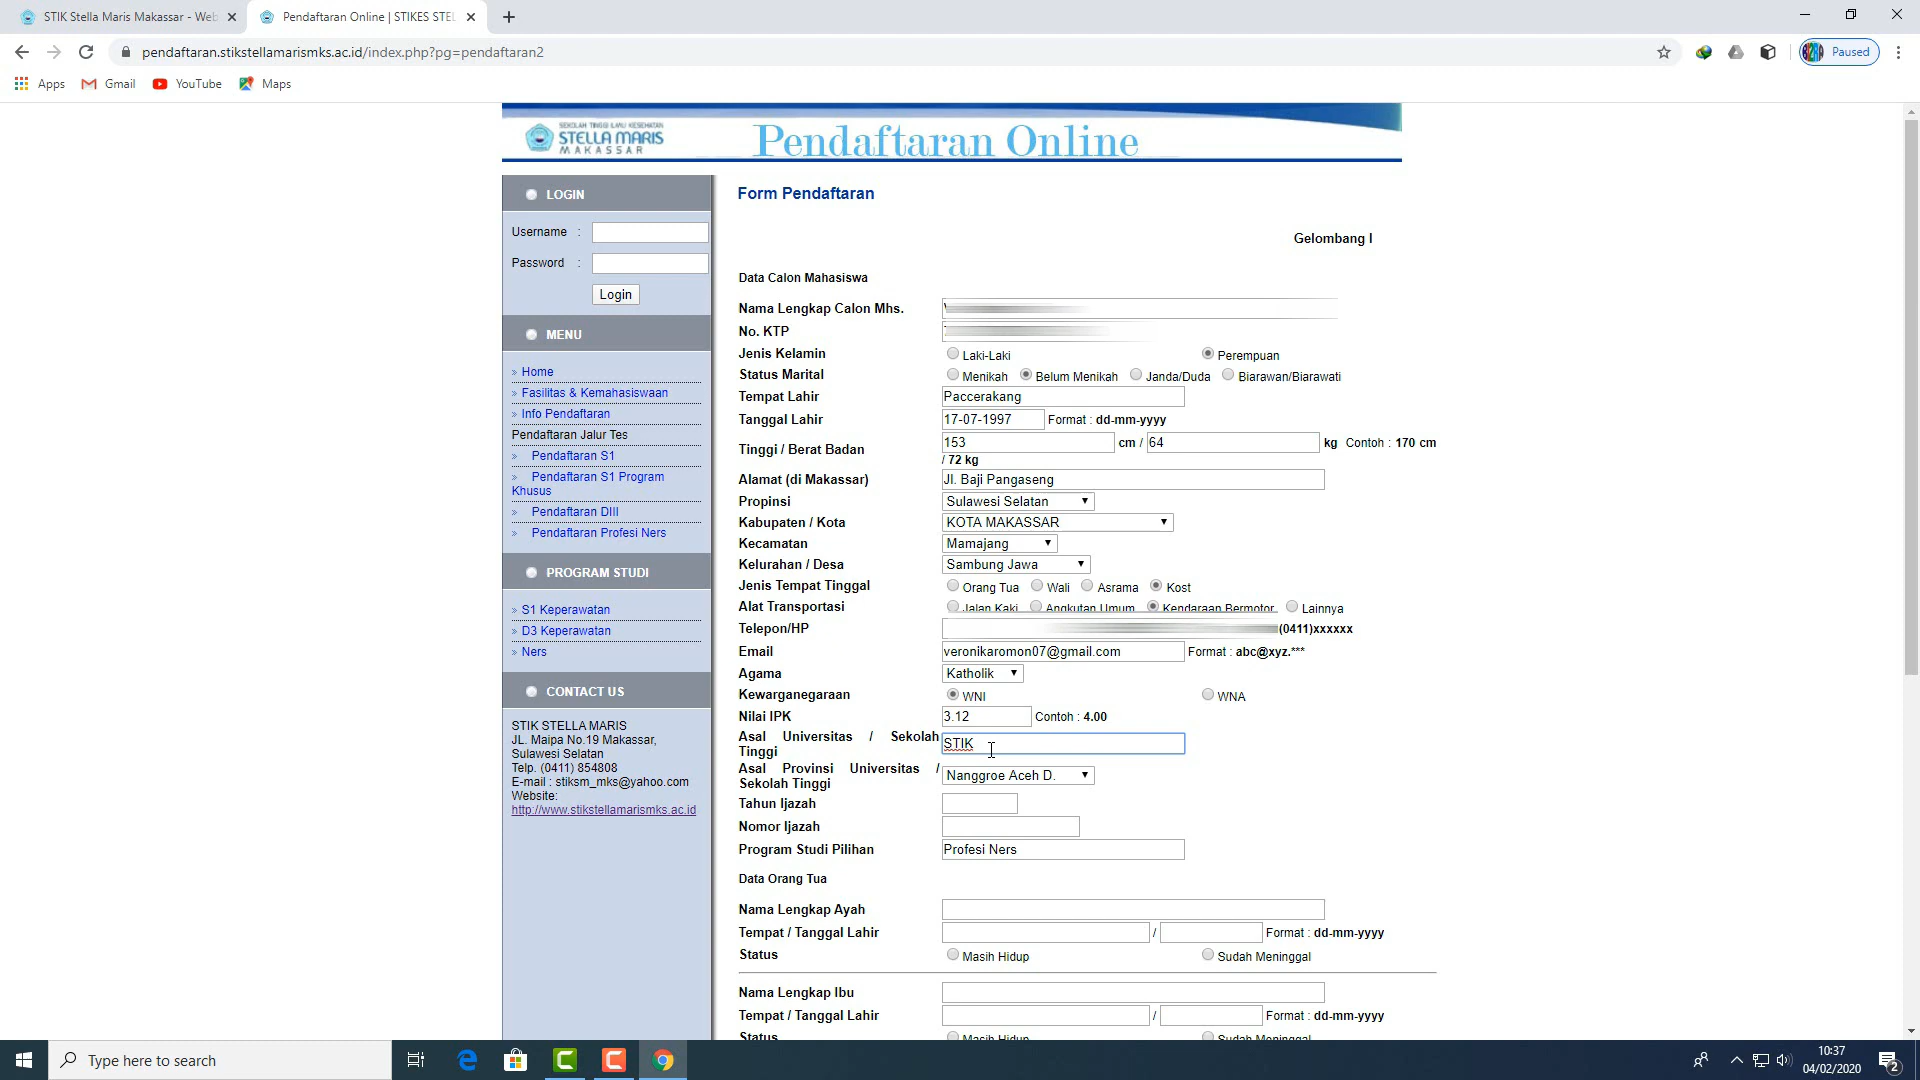 STIK Stella Maris Makassar - Web
Pendaftaran Online | STIKES STEL
pendaftaran.stikstellamarismks.ac.id/index.php?pg=pendaftaran2
Paused
Apps
Gmail
YouTube
Maps
SEKOLAH TINGGI ILMU KESEHATAN
STELLA MARIS
MAKASSAR
Pendaftaran Online
LOGIN
Username :
Password :
Login
MENU
» Home
» Fasilitas & Kemahasiswaan
» Info Pendaftaran
Pendaftaran Jalur Tes
» Pendaftaran S1
» Pendaftaran S1 Program
Khusus
» Pendaftaran DIII
» Pendaftaran Profesi Ners
PROGRAM STUDI
» S1 Keperawatan
» D3 Keperawatan
» Ners
CONTACT US
STIK STELLA MARIS
JL. Maipa No.19 Makassar,
Sulawesi Selatan
Telp. (0411) 854808
E-mail : stiksm_mks@yahoo.com
Website:
http://www.stikstellamarismks.ac.id
Form Pendaftaran
Gelombang I
Data Calon Mahasiswa
Nama Lengkap Calon Mhs.
No. KTP
Jenis Kelamin Laki-Laki Perempuan
Status Marital Menikah Belum Menikah Janda/Duda Biarawan/Biarawati
Tempat Lahir Paccerakang
Tanggal Lahir 17-07-1997 Format : dd-mm-yyyy
Tinggi / Berat Badan 153 cm / 64 kg Contoh : 170 cm
/ 72 kg
Alamat (di Makassar) Jl. Baji Pangaseng
Propinsi Sulawesi Selatan
Kabupaten / Kota KOTA MAKASSAR
Kecamatan Mamajang
Kelurahan / Desa Sambung Jawa
Jenis Tempat Tinggal Orang Tua Wali Asrama Kost
Alat Transportasi Jalan Kaki Angkutan Umum Kendaraan Bermotor Lainnya
Telepon/HP (0411)xxxxxx
Email veronikaromon07@gmail.com Format : abc@xyz.***
Agama Katholik
Kewarganegaraan WNI WNA
Nilai IPK 3.12 Contoh : 4.00
Asal Universitas / Sekolah
Tinggi STIK
Asal Provinsi Universitas /
Sekolah Tinggi Nanggroe Aceh D.
Tahun Ijazah
Nomor Ijazah
Program Studi Pilihan Profesi Ners
Data Orang Tua
Nama Lengkap Ayah
Tempat / Tanggal Lahir / Format : dd-mm-yyyy
Status Masih Hidup Sudah Meninggal
Nama Lengkap Ibu
Tempat / Tanggal Lahir / Format : dd-mm-yyyy
Status Masih Hidup Sudah Meninggal
Type here to search
10:37
04/02/2020
2